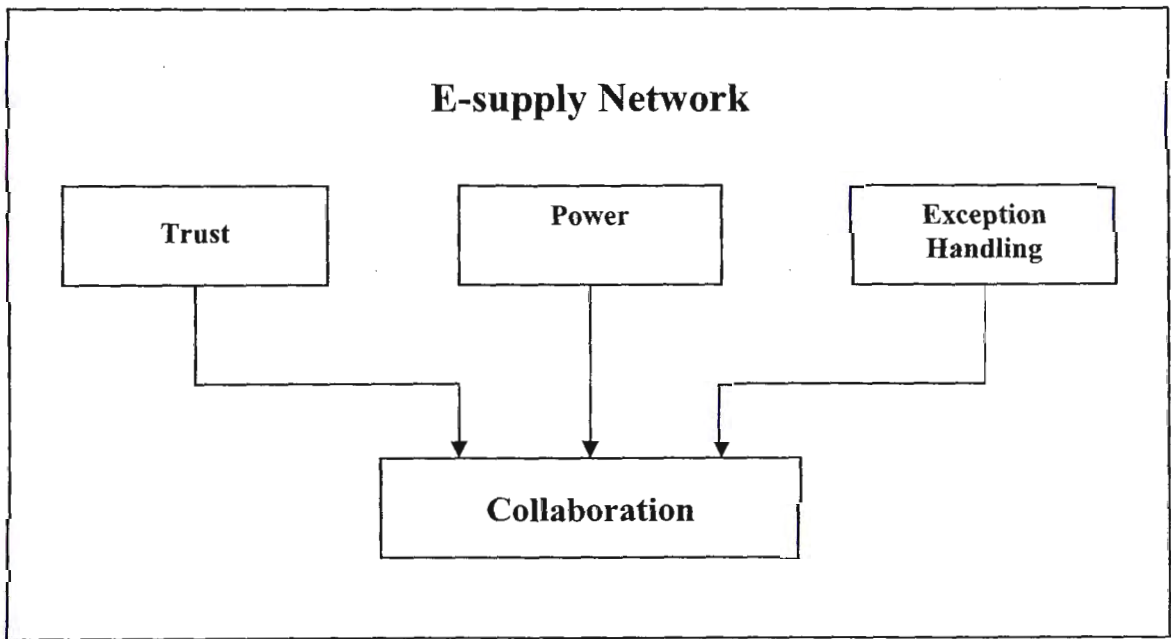 E-supply Network
Trust
Power
Exception
Handling
Collaboration